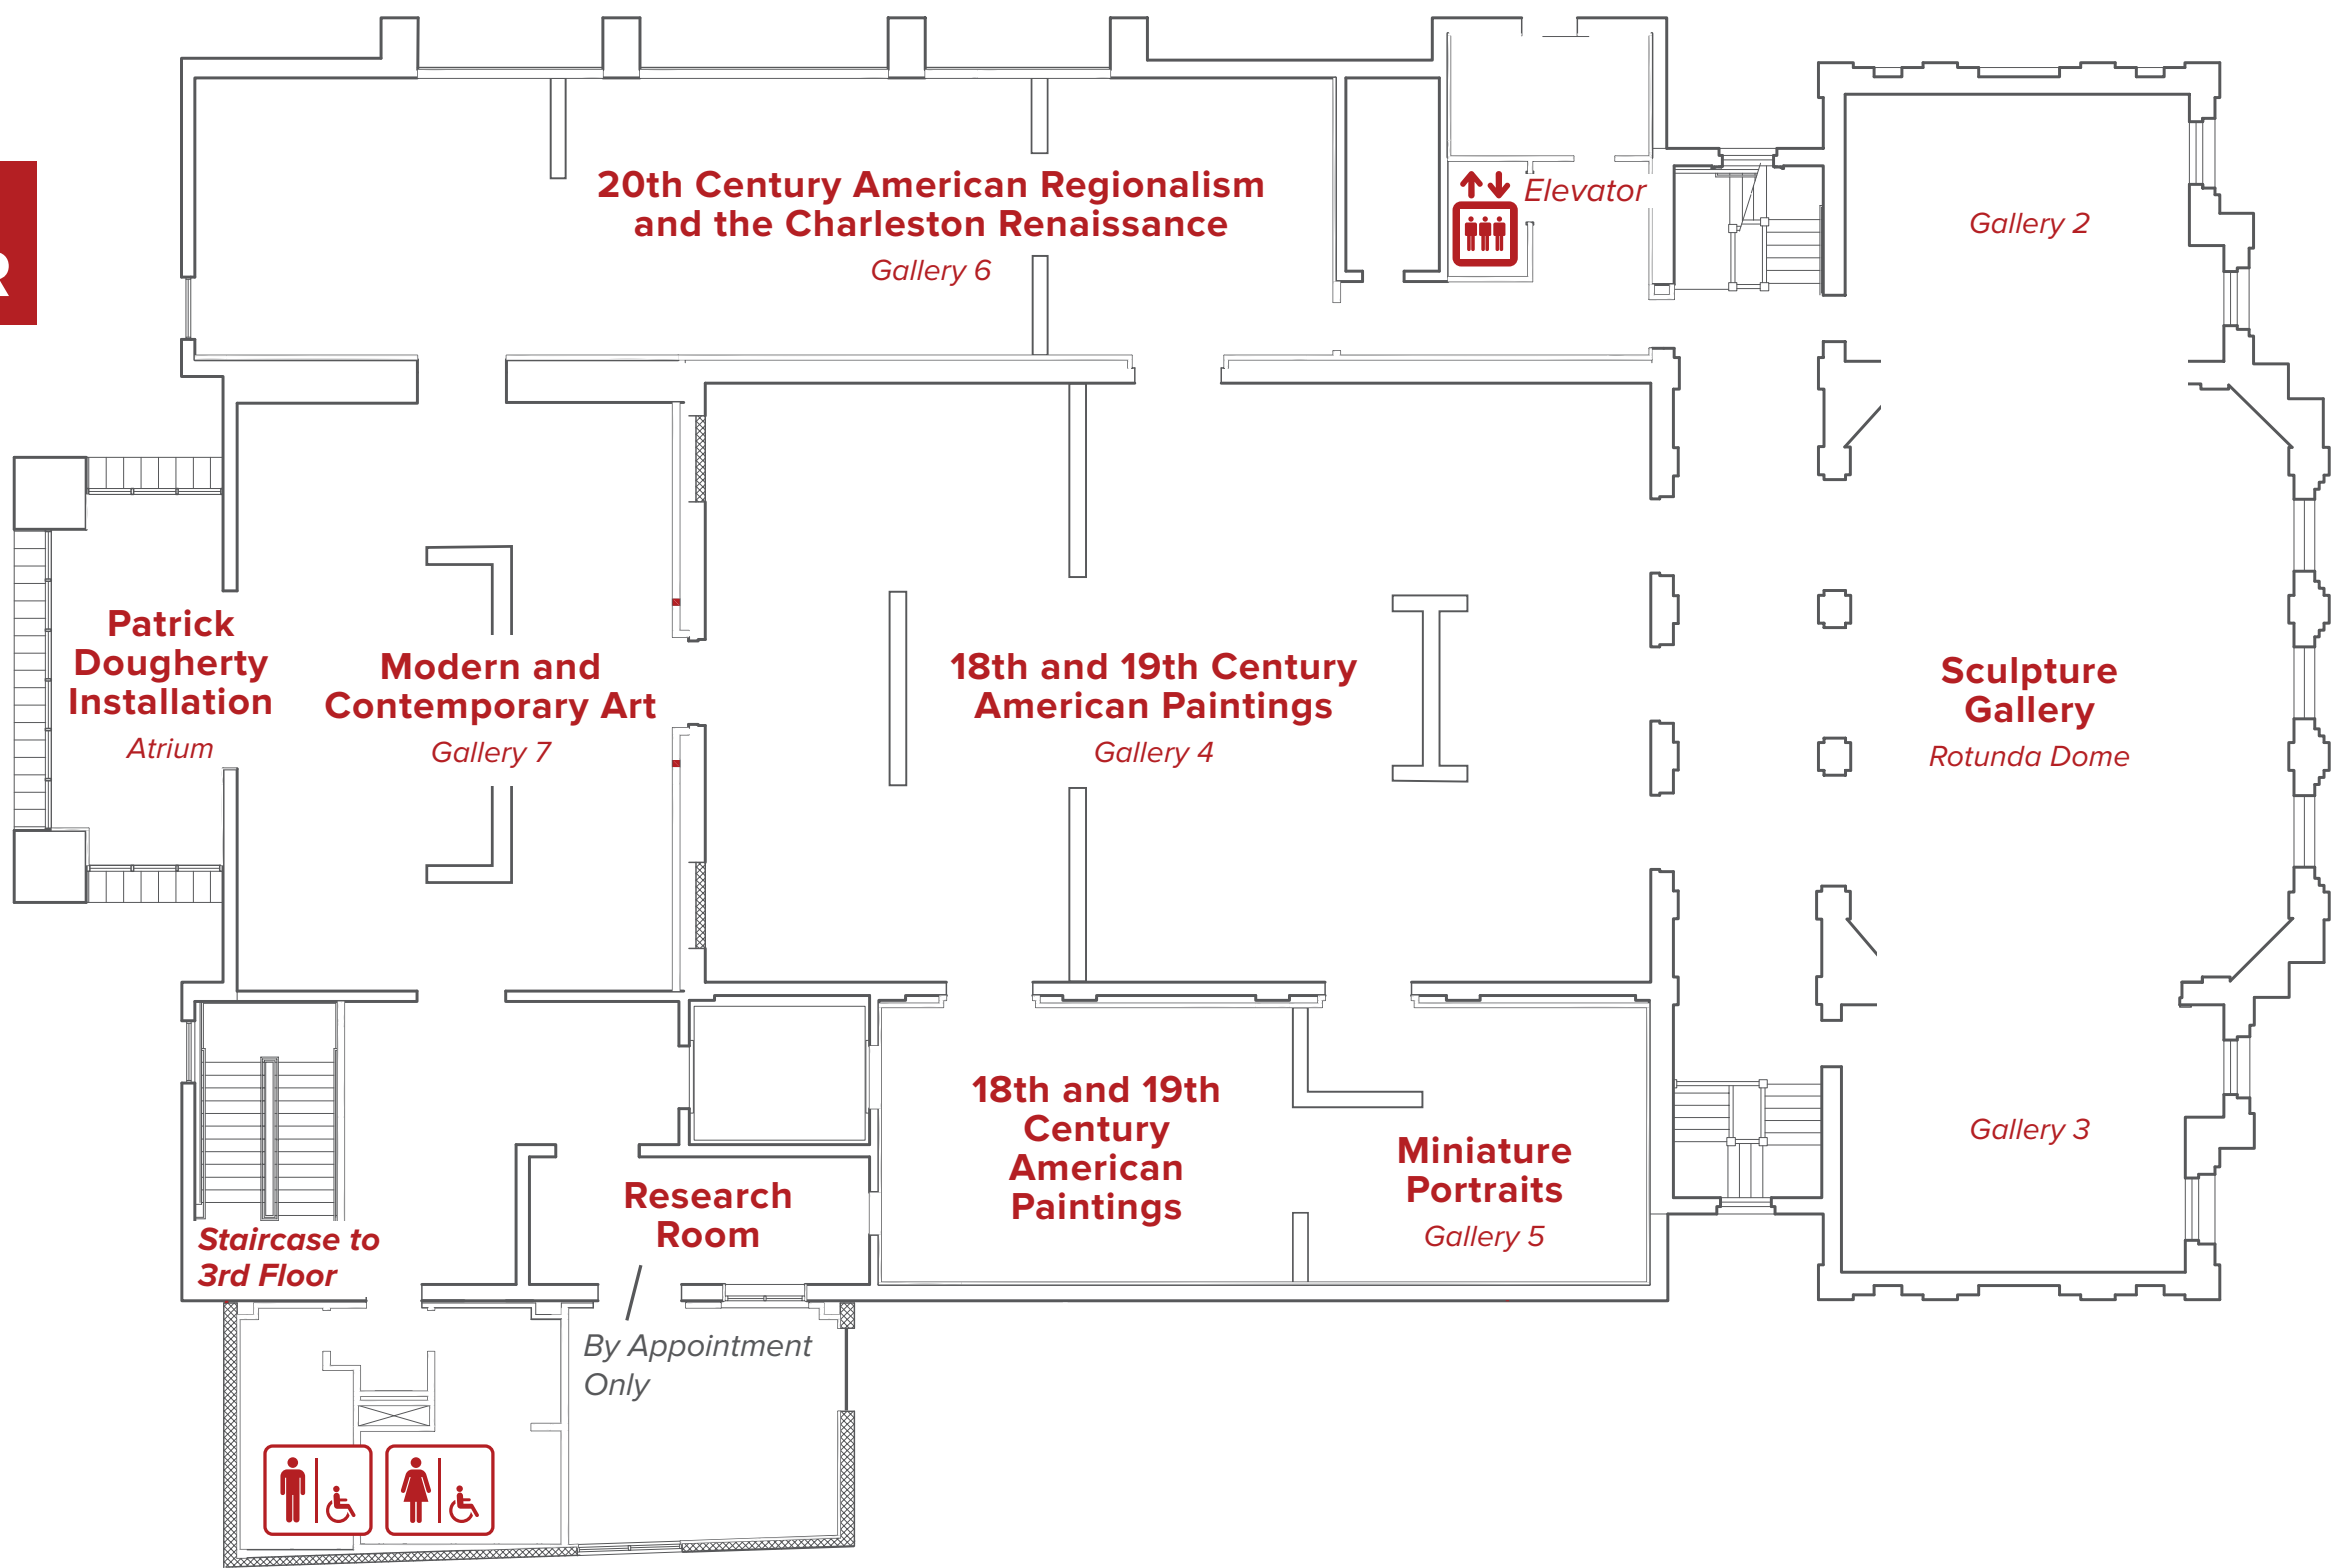 R
20th Century American Regionalism
and the Charleston Renaissance
Gallery 6
Elevator
Gallery 2
Patrick
Dougherty
Installation
Atrium
Modern and
Contemporary Art
Gallery 7
18th and 19th Century
American Paintings
Gallery 4
Sculpture
Gallery
Rotunda Dome
18th and 19th
Century
American
Paintings
Miniature
Portraits
Gallery 5
Gallery 3
Research
Room
Staircase to
3rd Floor
By Appointment
Only